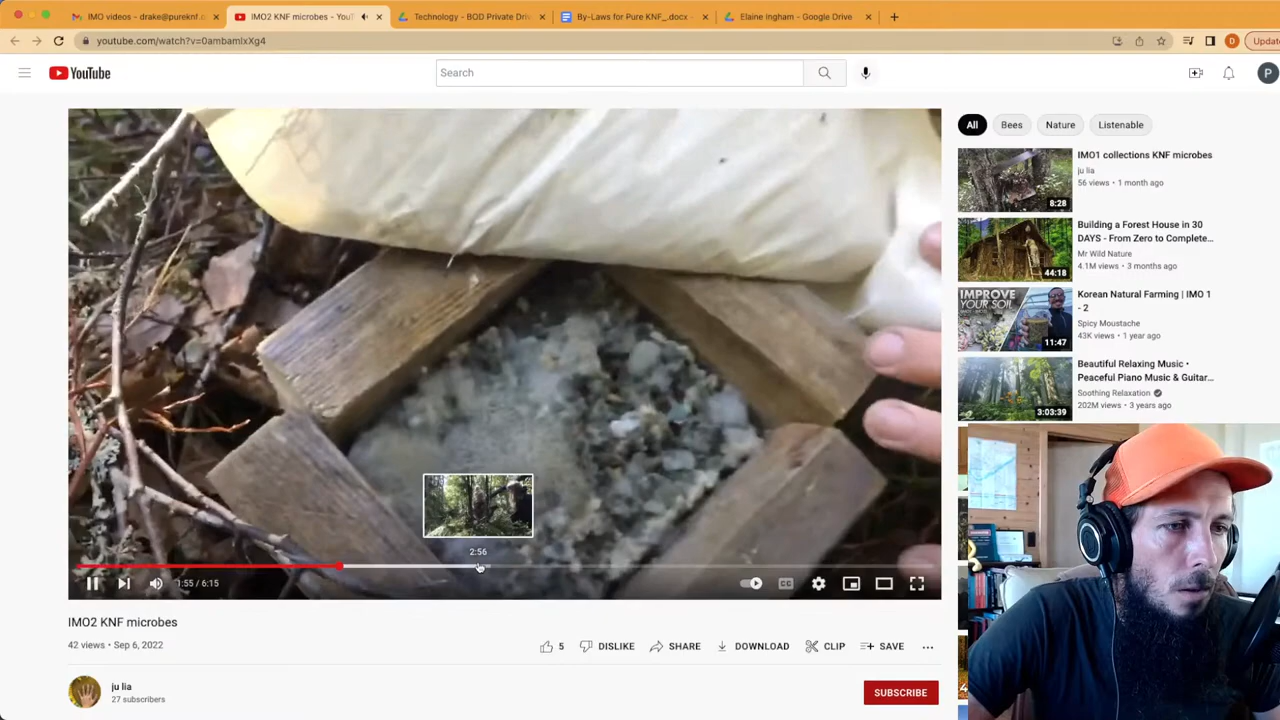 IMO videos - drake@pureknf.o
IMO2 KNF microbes - YouT
Technology - BOD Private Driv
By-Laws for Pure KNF_.docx -
Elaine Ingham - Google Drive
youtube.com/watch?v=0ambamlxXg4
D
Updat
YouTube
Search
P
All
Bees
Nature
Listenable
IMO1 collections KNF microbes
ju lia
56 views • 1 month ago
8:28
Building a Forest House in 30
DAYS - From Zero to Complete...
Mr Wild Nature
4.1M views • 3 months ago
44:18
IMPROVE
YOUR SOIL
Korean Natural Farming | IMO 1
- 2
Spicy Moustache
43K views • 1 year ago
11:47
Beautiful Relaxing Music •
Peaceful Piano Music & Guitar...
Soothing Relaxation
202M views • 3 years ago
3:03:39
2:56
1:55 / 6:15
CC
IMO2 KNF microbes
42 views • Sep 6, 2022
5
DISLIKE
SHARE
DOWNLOAD
CLIP
SAVE
ju lia
27 subscribers
SUBSCRIBE